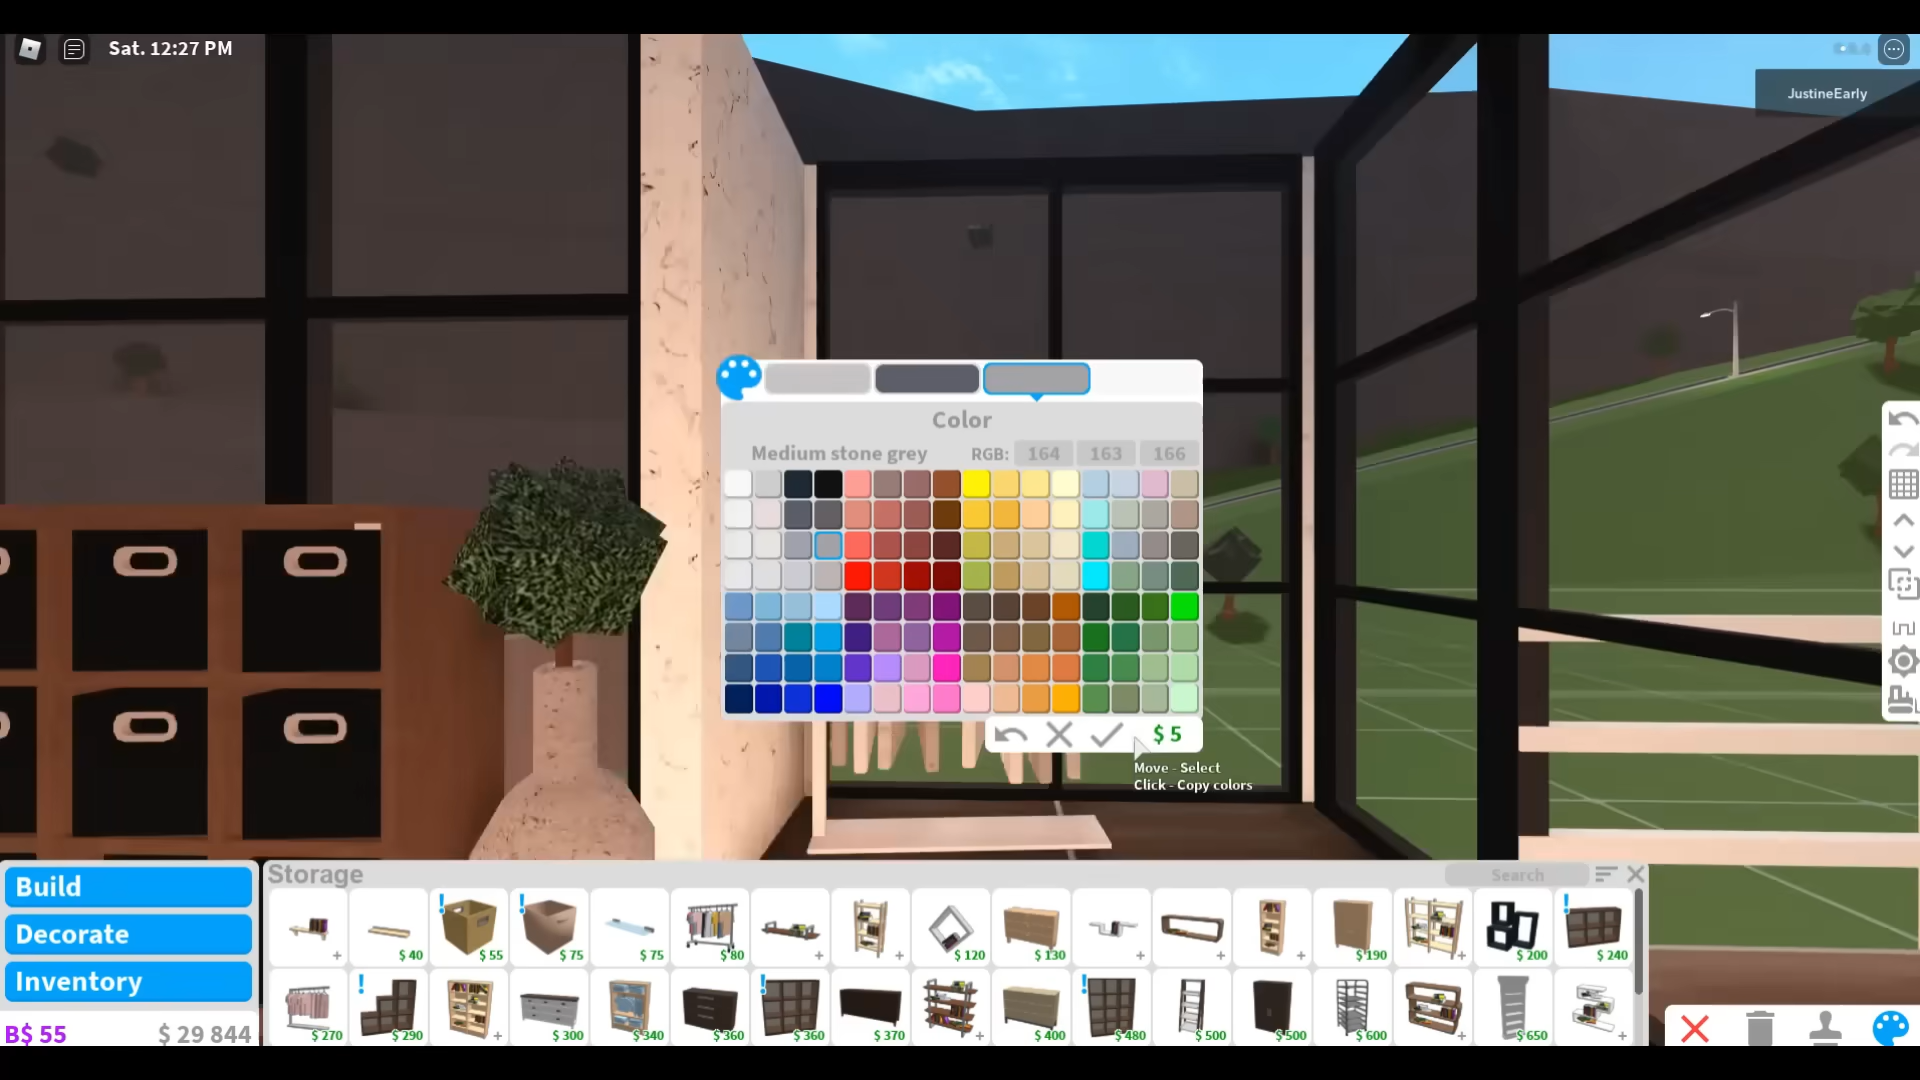 Sat. 12:27 PM
JustineEarly
Color
Medium stone grey RGB: 164 163 166
$ 5
Move - Select
Click - Copy colors
Build
Decorate
Inventory
B$ 55 $ 29 844
Storage Search
$ 40 $ 55 $ 75 $ 75 $ 80 $ 120 $ 130 $ 190 $ 200 $ 240
$ 270 $ 290 $ 300 $ 340 $ 360 $ 360 $ 370 $ 400 $ 480 $ 500 $ 500 $ 600 $ 650